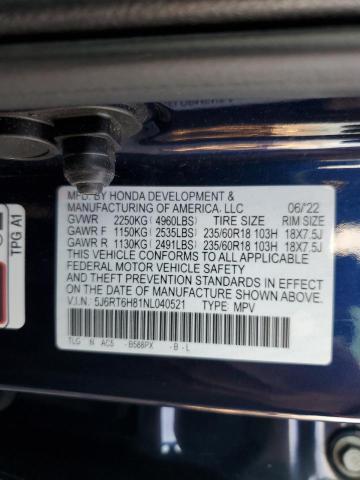 MFD. BY HONDA DEVELOPMENT &
MANUFACTURING OF AMERICA, LLC 06/'22
GVWR 2250KG (4960LBS) TIRE SIZE RIM SIZE
GAWR F 1150KG (2535LBS) 235/60R18 103H 18X7.5J
GAWR R 1130KG (2491LBS) 235/60R18 103H 18X7.5J
THIS VEHICLE CONFORMS TO ALL APPLICABLE
FEDERAL MOTOR VEHICLE SAFETY, BUMPER,
AND THEFT PREVENTION STANDARDS IN EFFECT
ON THE DATE OF MANUFACTURE SHOWN ABOVE.
V.I.N. 5J6RT6H81NL040521 TYPE: MPV
TLG N AC5 -B588PX -B-L
TPG A1